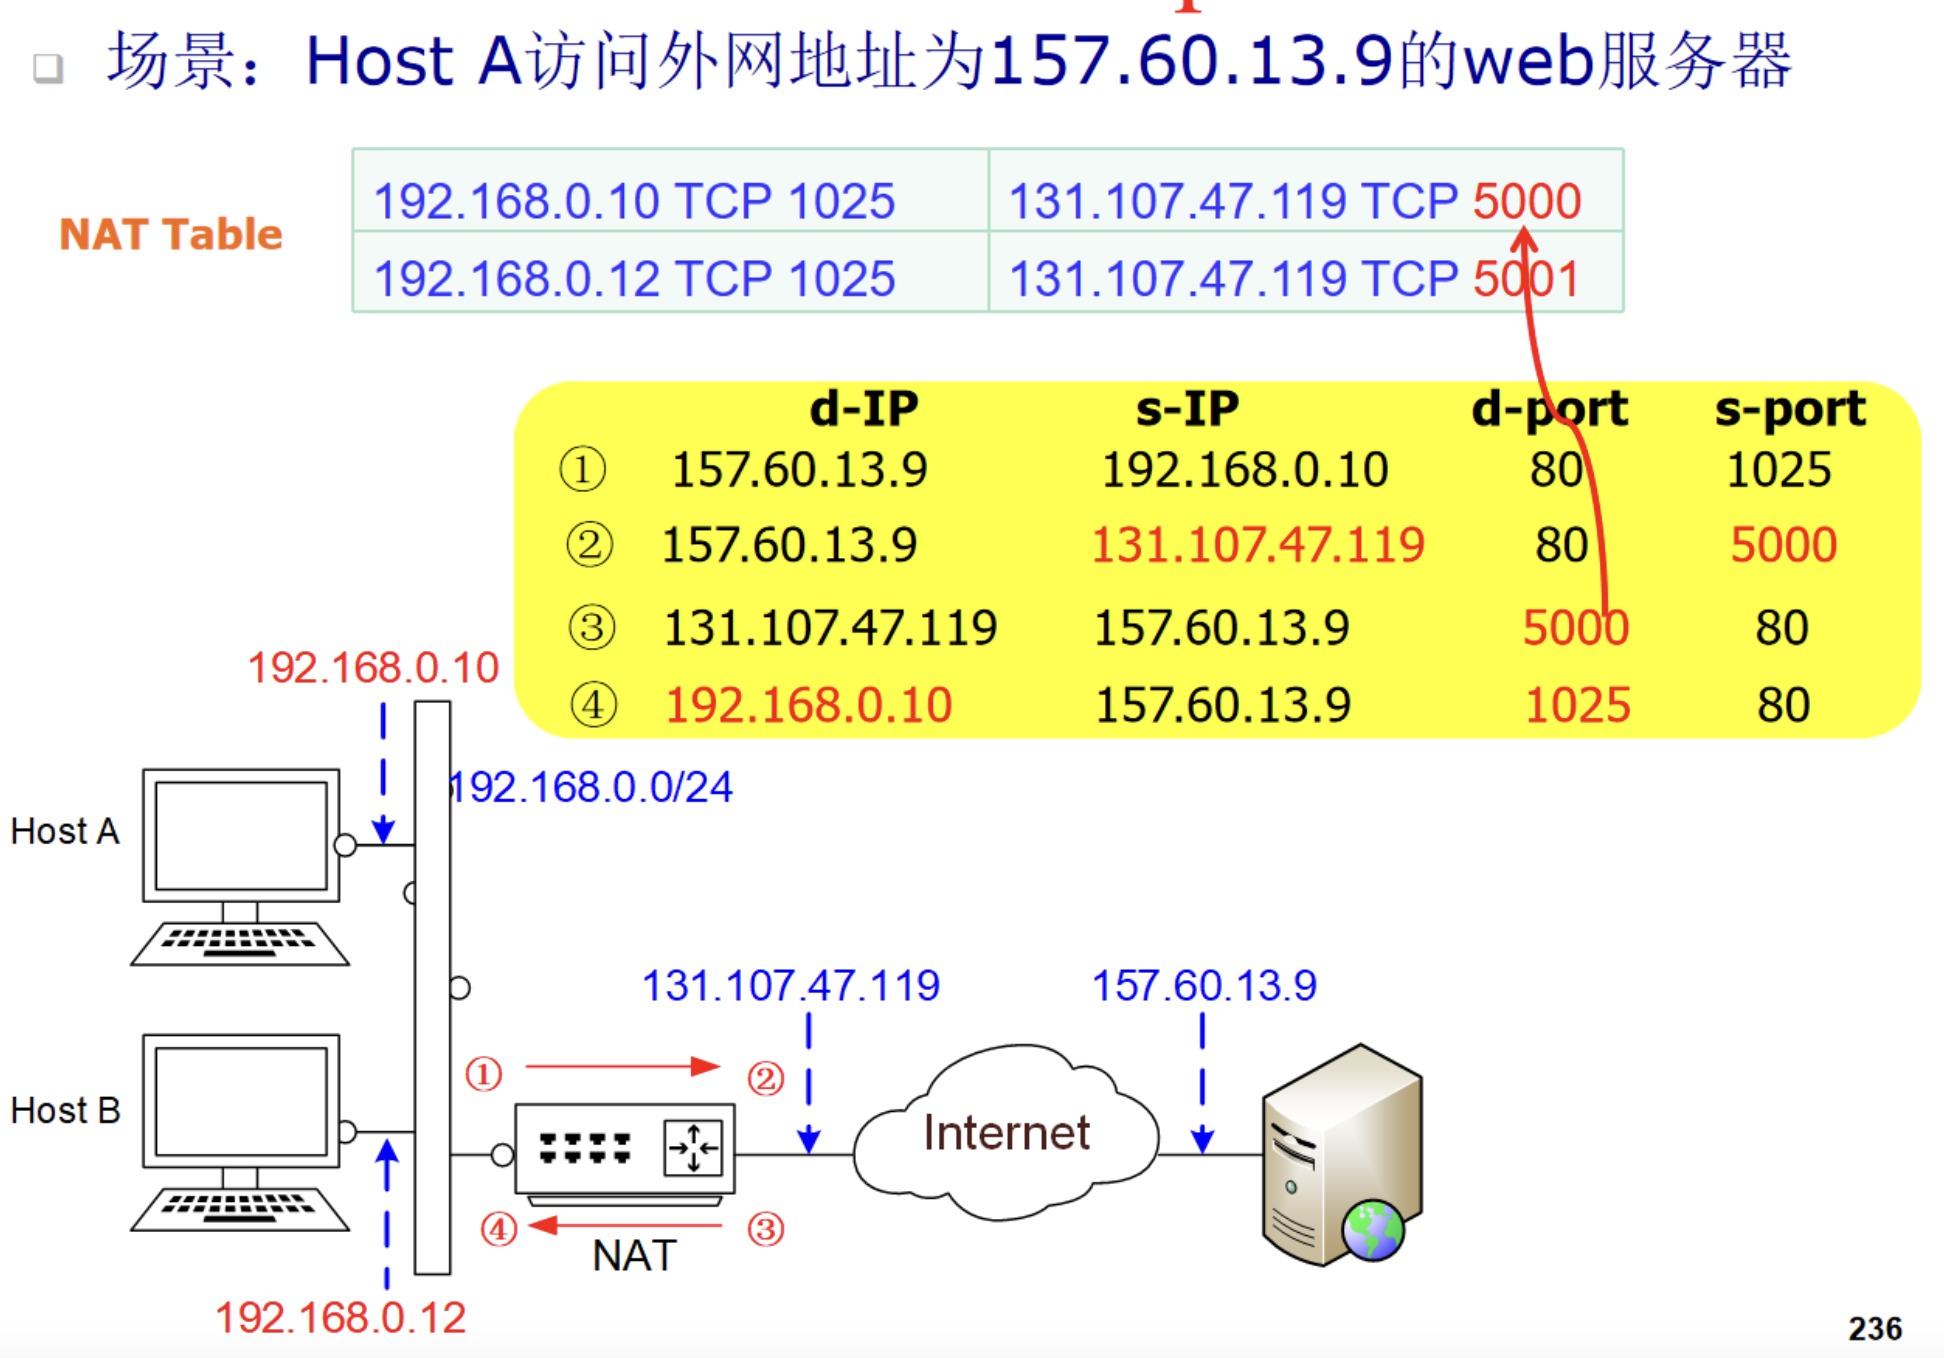 场景：Host A访问外网地址为157.60.13.9的web服务器
NAT Table
192.168.0.10 TCP 1025 131.107.47.119 TCP 5000
192.168.0.12 TCP 1025 131.107.47.119 TCP 5001
d-IP s-IP d-port s-port
① 157.60.13.9 192.168.0.10 80 1025
② 157.60.13.9 131.107.47.119 80 5000
③ 131.107.47.119 157.60.13.9 5000 80
④ 192.168.0.10 157.60.13.9 1025 80
192.168.0.10
192.168.0.0/24
Host A
131.107.47.119 157.60.13.9
① ②
Host B
Internet
④ ③
NAT
192.168.0.12
236